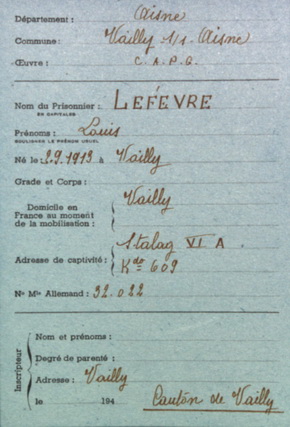 Département : Aisne
Commune : Vailly s/s Aisne
Œuvre : C.A.P.G.
Nom du Prisonnier : LEFÉVRE
EN CAPITALES
Prénoms : Louis
SOULIGNER LE PRÉNOM USUEL
Né le : 2.9.1913 à Vailly
Grade et Corps :
Domicile en
France au moment
de la mobilisation : Vailly
Stalag VI A
Adresse de captivité : Kdo 609
No Mle Allemand : 32.022
Inscripteur
Nom et prénoms :
Degré de parenté :
Adresse : Vailly
le 194
Canton de Vailly